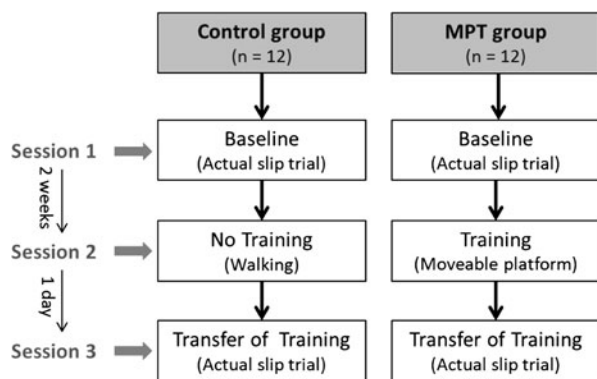 Control group
(n = 12)
MPT group
(n = 12)
Session 1
Baseline
(Actual slip trial)
Baseline
(Actual slip trial)
2 weeks
Session 2
No Training
(Walking)
Training
(Moveable platform)
1 day
Session 3
Transfer of Training
(Actual slip trial)
Transfer of Training
(Actual slip trial)